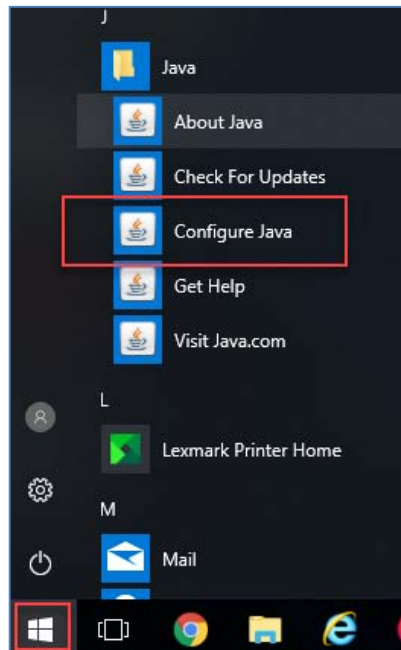 J
Java
About Java
Check For Updates
Configure Java
Get Help
Visit Java.com
L
Lexmark Printer Home
M
Mail